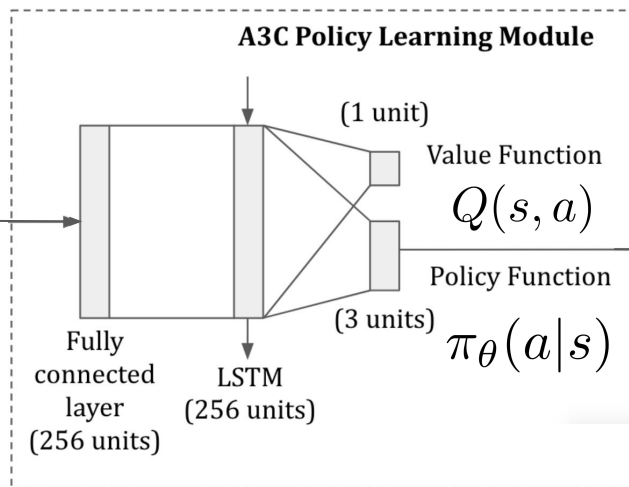 A3C Policy Learning Module
(1 unit)
Value Function
Q(s, a)
Policy Function
(3 units)
π_θ(a|s)
Fully
connected
layer
(256 units)
LSTM
(256 units)